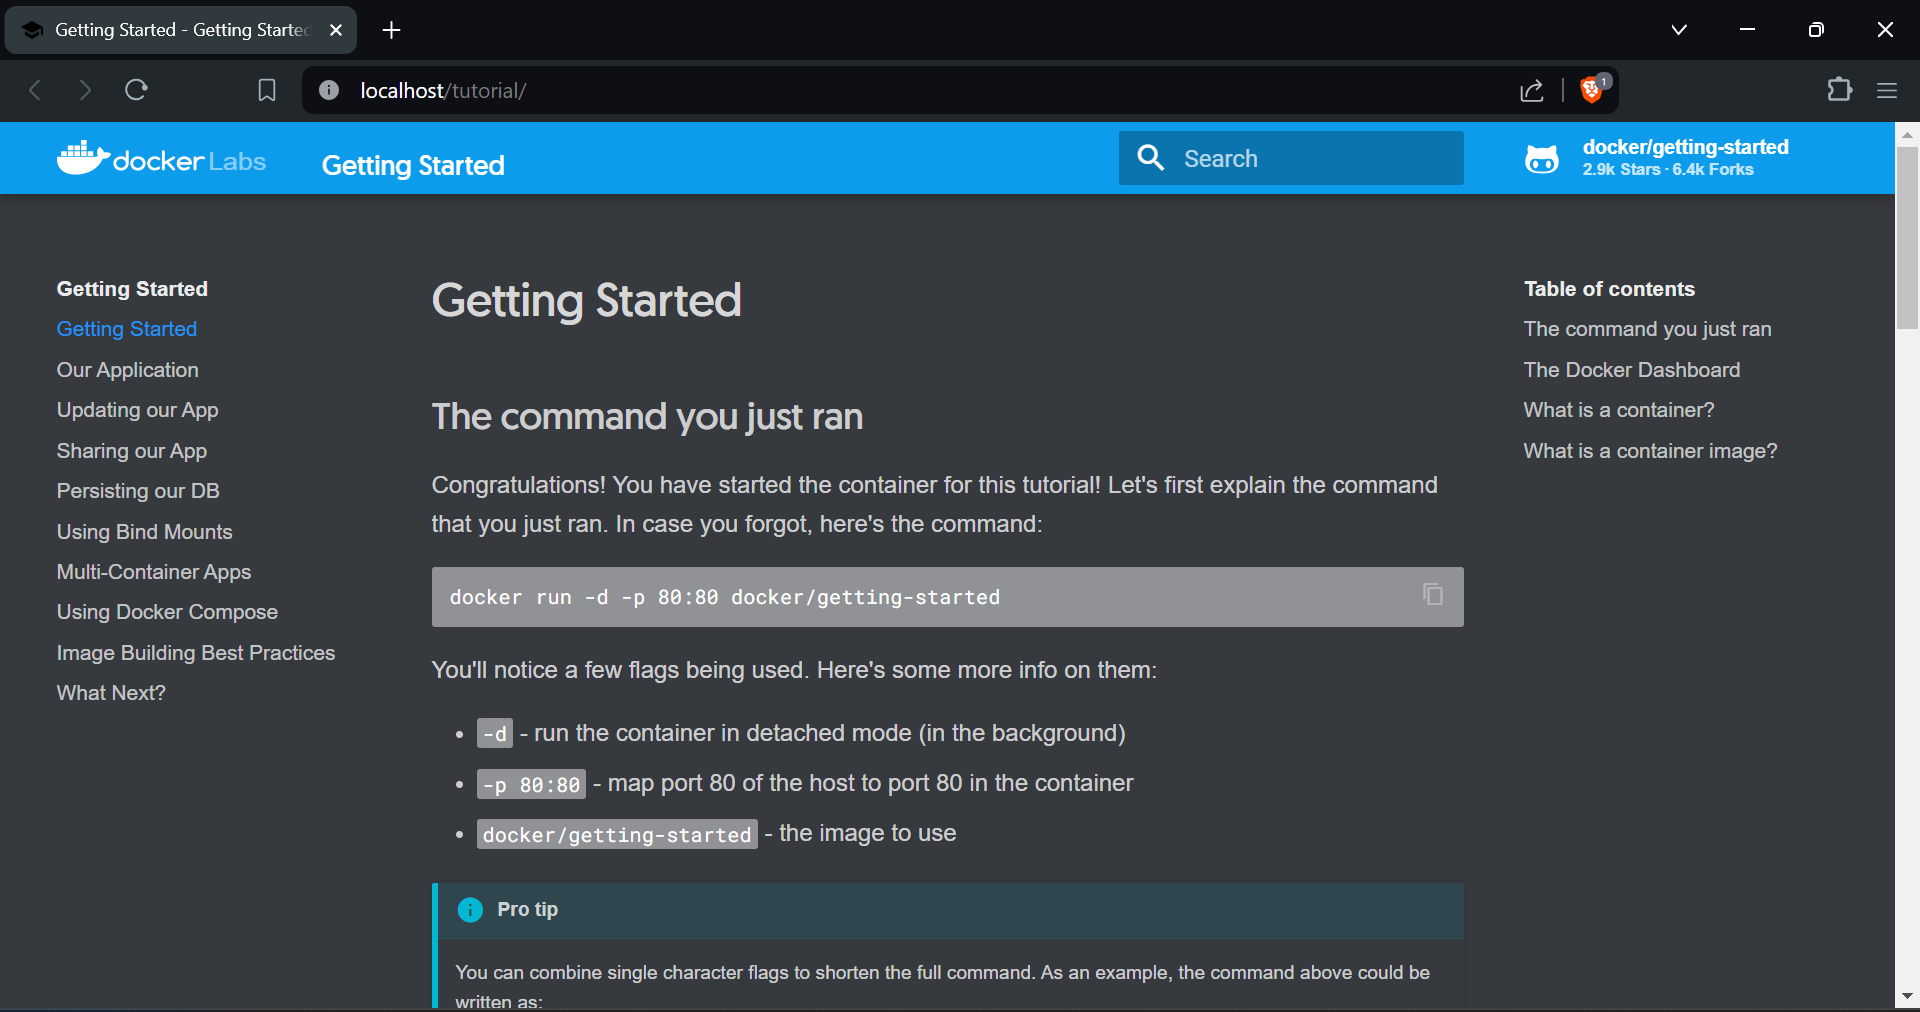 Getting Started - Getting Starte
localhost/tutorial/
1
docker Labs
Getting Started
Search
docker/getting-started
2.9k Stars · 6.4k Forks
Getting Started
Getting Started
Our Application
Updating our App
Sharing our App
Persisting our DB
Using Bind Mounts
Multi-Container Apps
Using Docker Compose
Image Building Best Practices
What Next?
Getting Started
The command you just ran
Congratulations! You have started the container for this tutorial! Let's first explain the command
that you just ran. In case you forgot, here's the command:
docker run -d -p 80:80 docker/getting-started
You'll notice a few flags being used. Here's some more info on them:
• -d - run the container in detached mode (in the background)
• -p 80:80 - map port 80 of the host to port 80 in the container
• docker/getting-started - the image to use
Pro tip
You can combine single character flags to shorten the full command. As an example, the command above could be
written as:
Table of contents
The command you just ran
The Docker Dashboard
What is a container?
What is a container image?